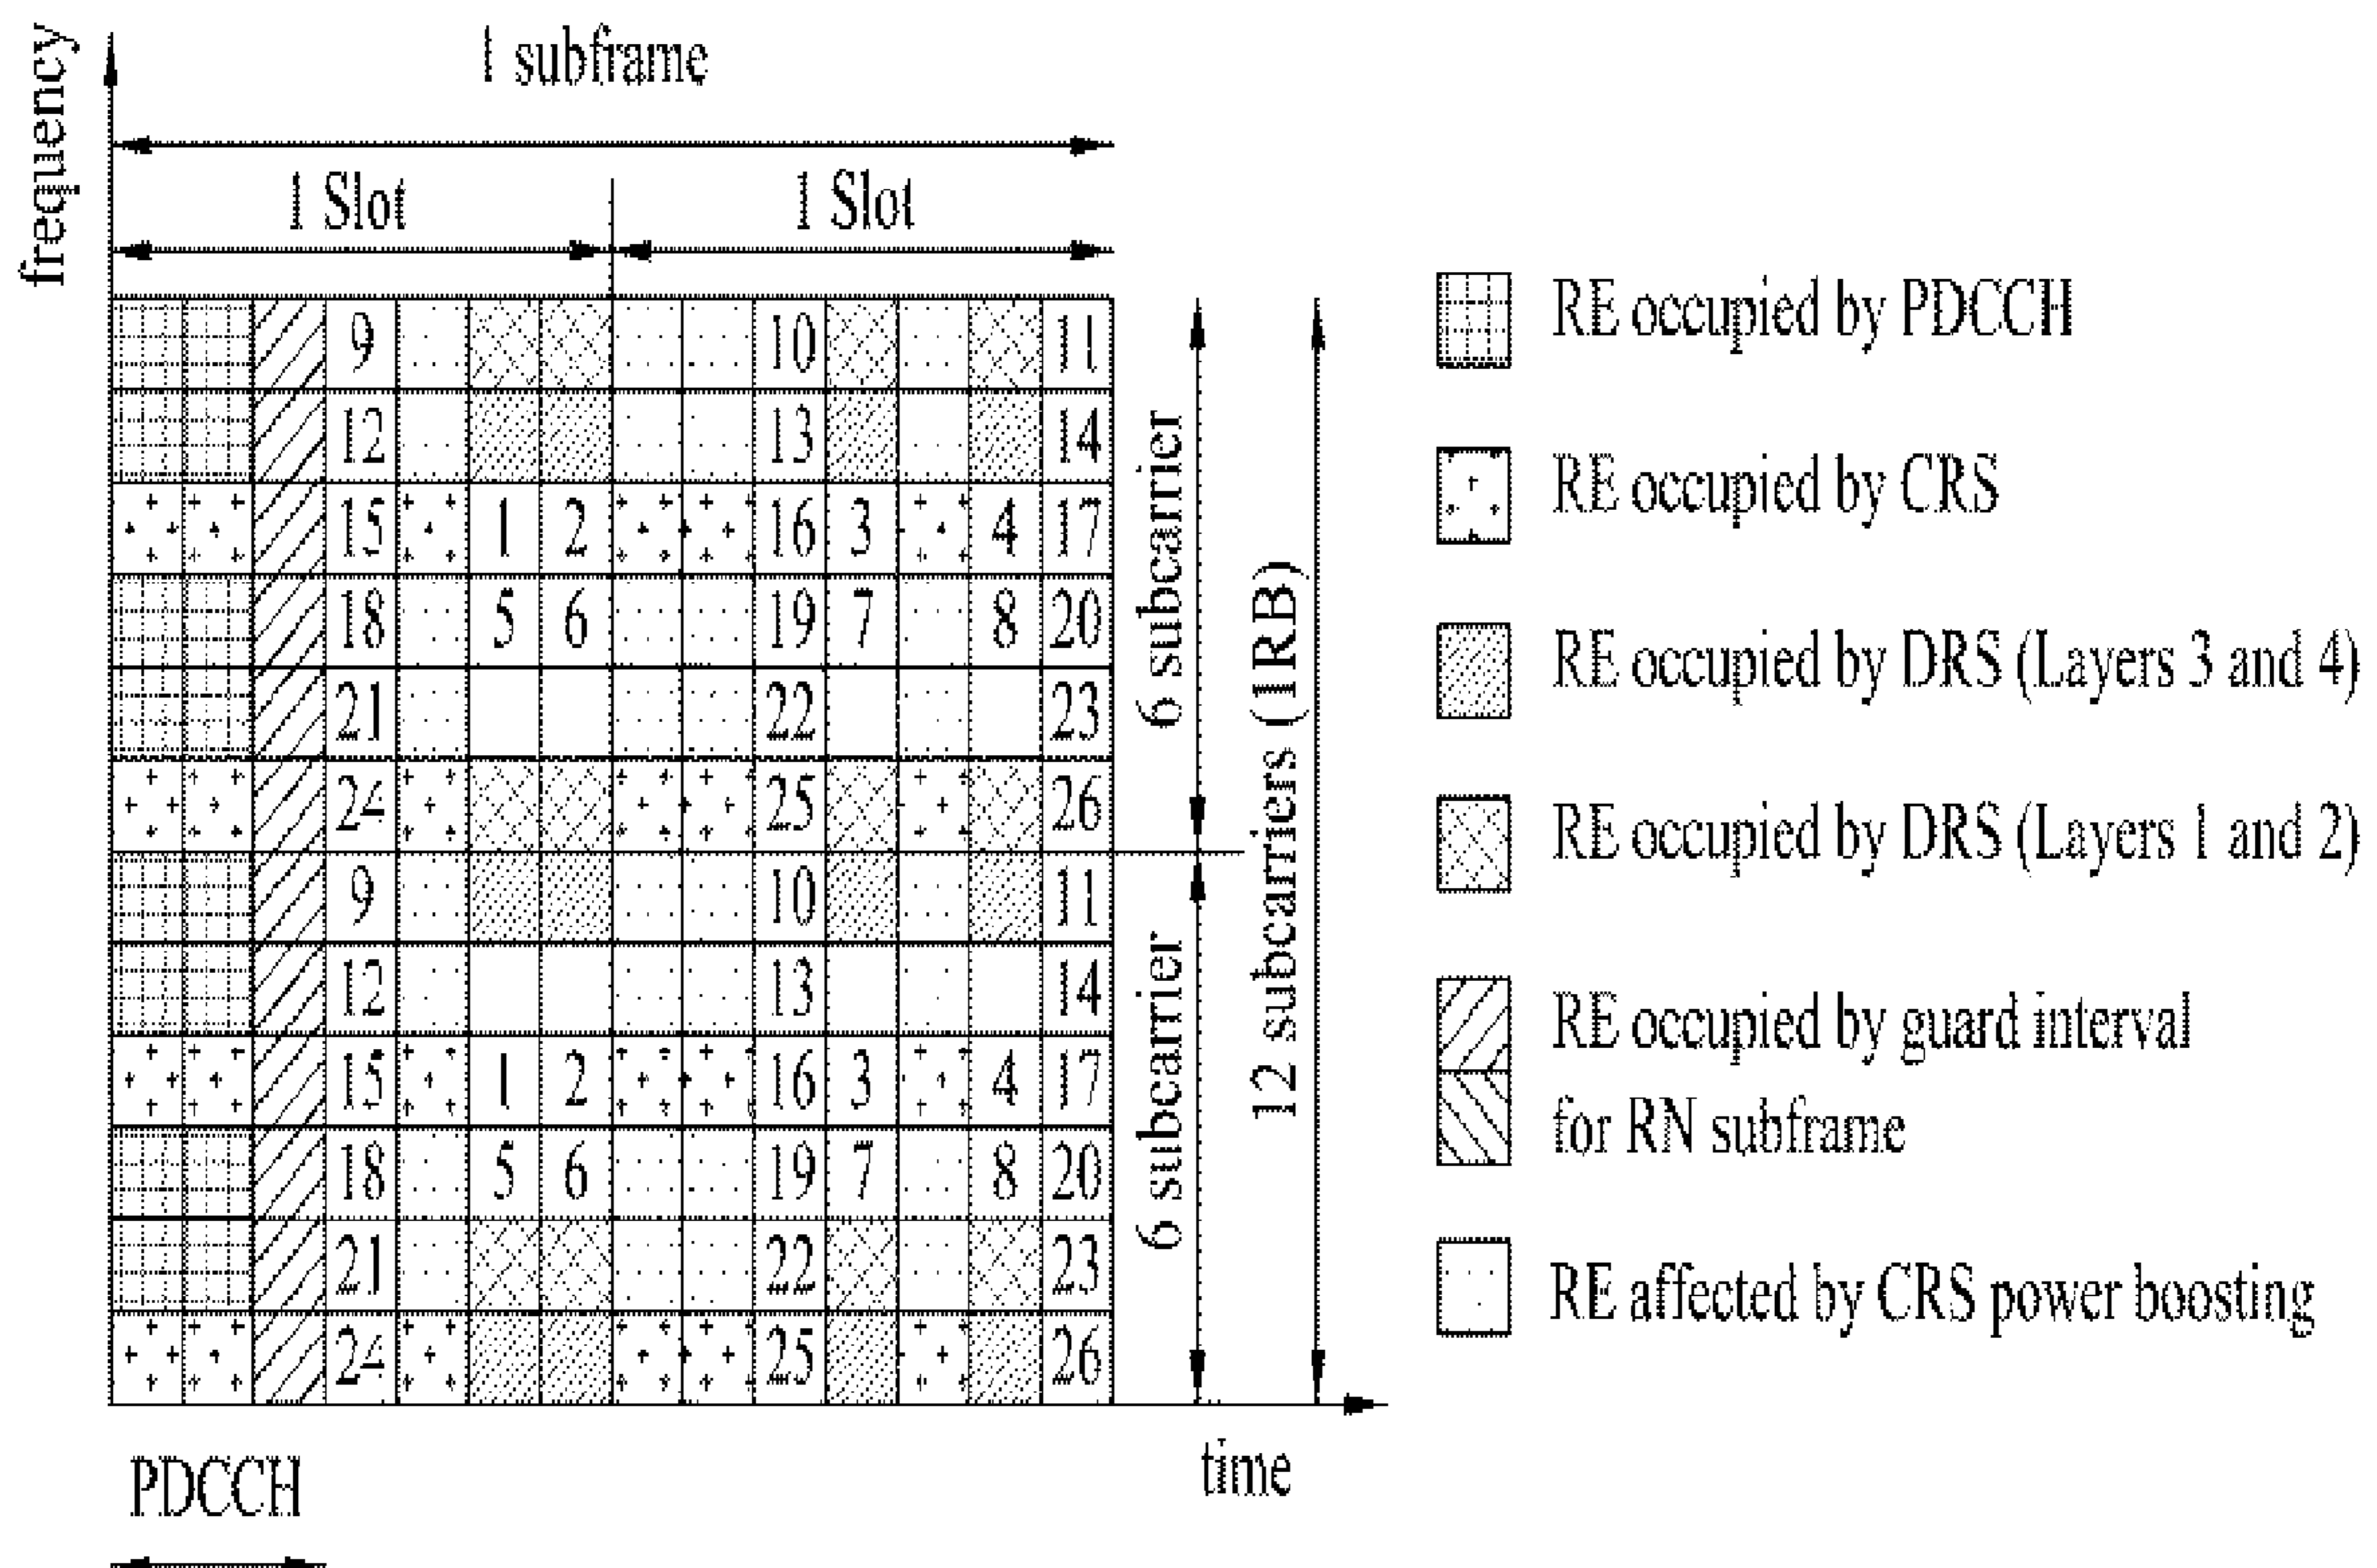 frequency
1 subframe
1 Slot 1 Slot
9 10 11
12 13 14
15 1 2 16 3 4 17
18 5 6 19 7 8 20
21 22 23
24 25 26
9 10 11
12 13 14
15 1 2 16 3 4 17
18 5 6 19 7 8 20
21 22 23
24 25 26
6 subcarrier
6 subcarrier
12 subcarriers (1RB)
time
PDCCH
RE occupied by PDCCH
RE occupied by CRS
RE occupied by DRS (Layers 3 and 4)
RE occupied by DRS (Layers 1 and 2)
RE occupied by guard interval
for RN subframe
RE affected by CRS power boosting